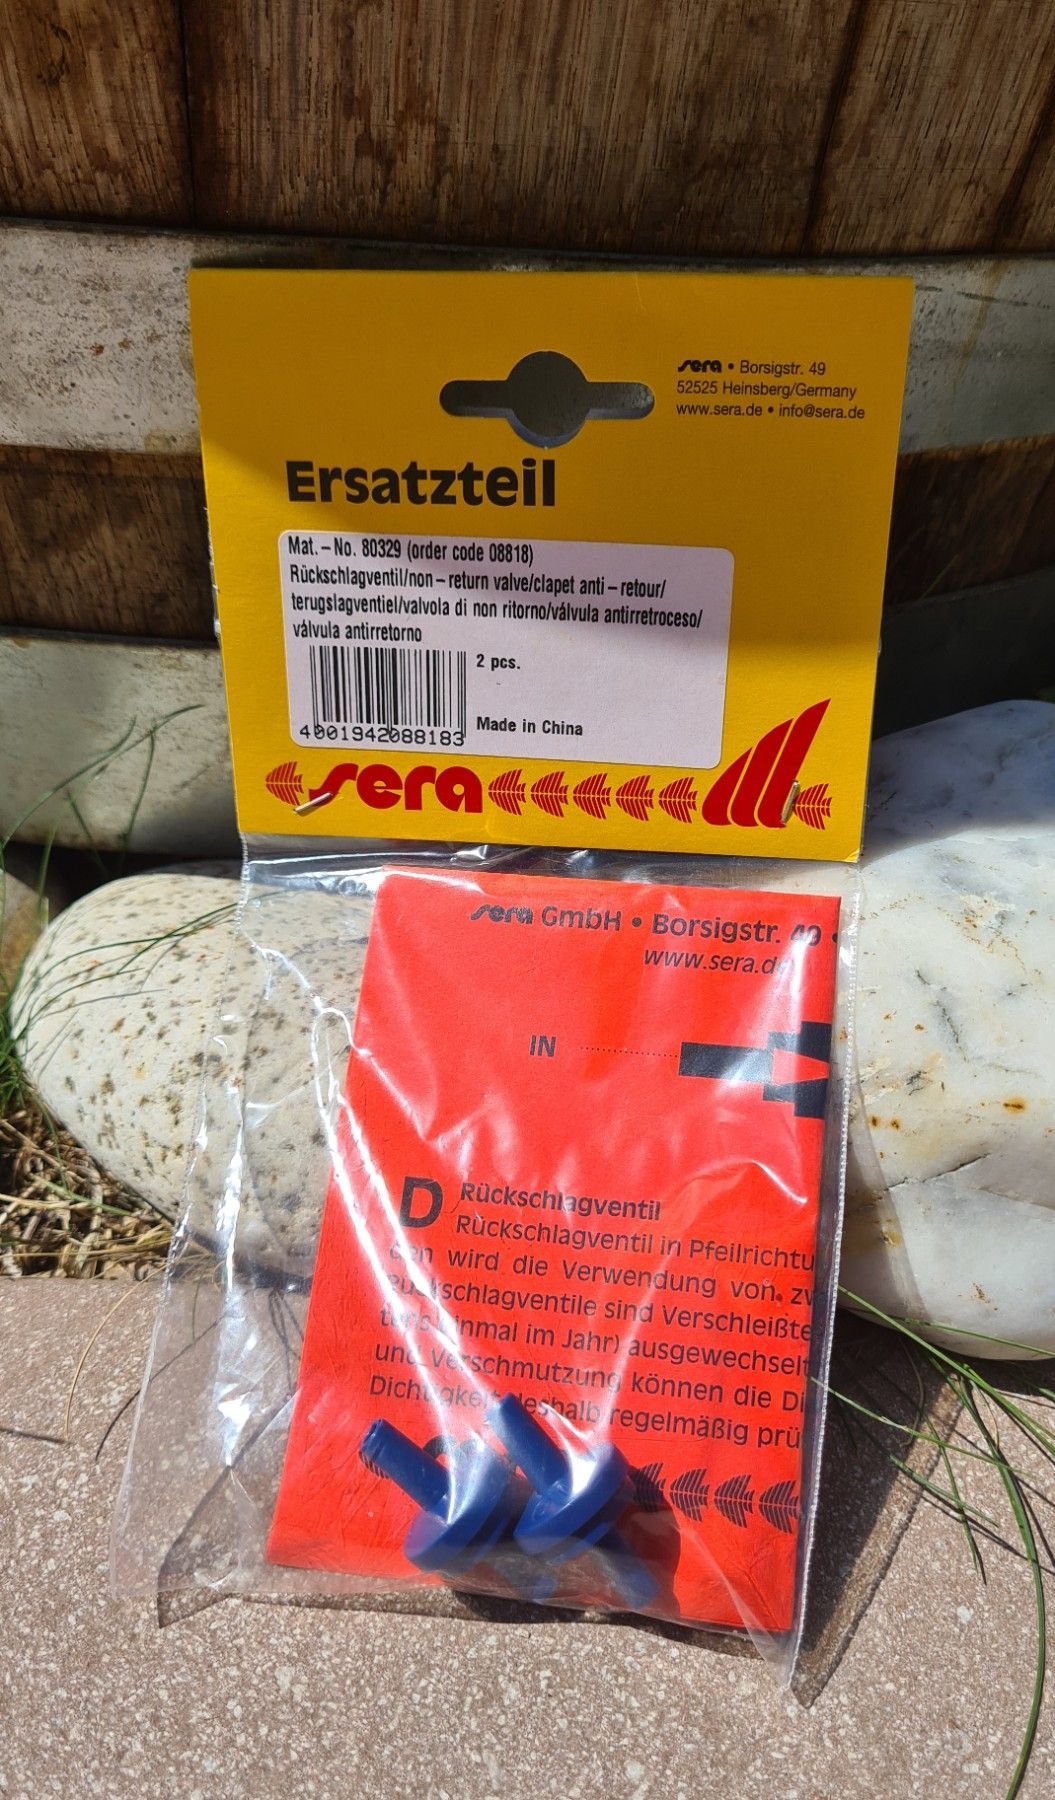 sera • Borsigstr. 49
52525 Heinsberg/Germany
www.sera.de • info@sera.de
Ersatzteil
Mat.-No. 80329 (order code 08818)
Rückschlagventil/non-return valve/clapet anti-retour/
terugslagventiel/valvola di non ritorno/válvula antirretroceso/
válvula antirretorno
2 pcs.
4001942088183
Made in China
sera
sera GmbH • Borsigstr. 49 •
www.sera.de
IN
D Rückschlagventil
Rückschlagventil in Pfeilrichtu
den wird die Verwendung von zw
Rückschlagventile sind Verschleißte
tens einmal im Jahr) ausgewechselt
und Verschmutzung können die Di
Dichtigkeit deshalb regelmäßig prü